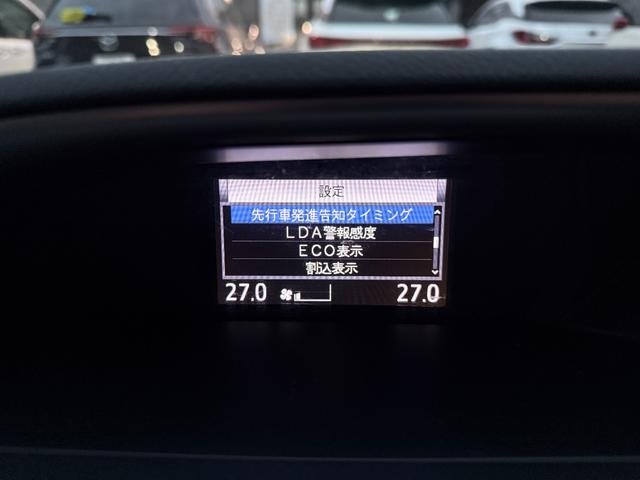 設定
先行車発進告知タイミング
LDA警報感度
ECO表示
割込表示
27.0 27.0